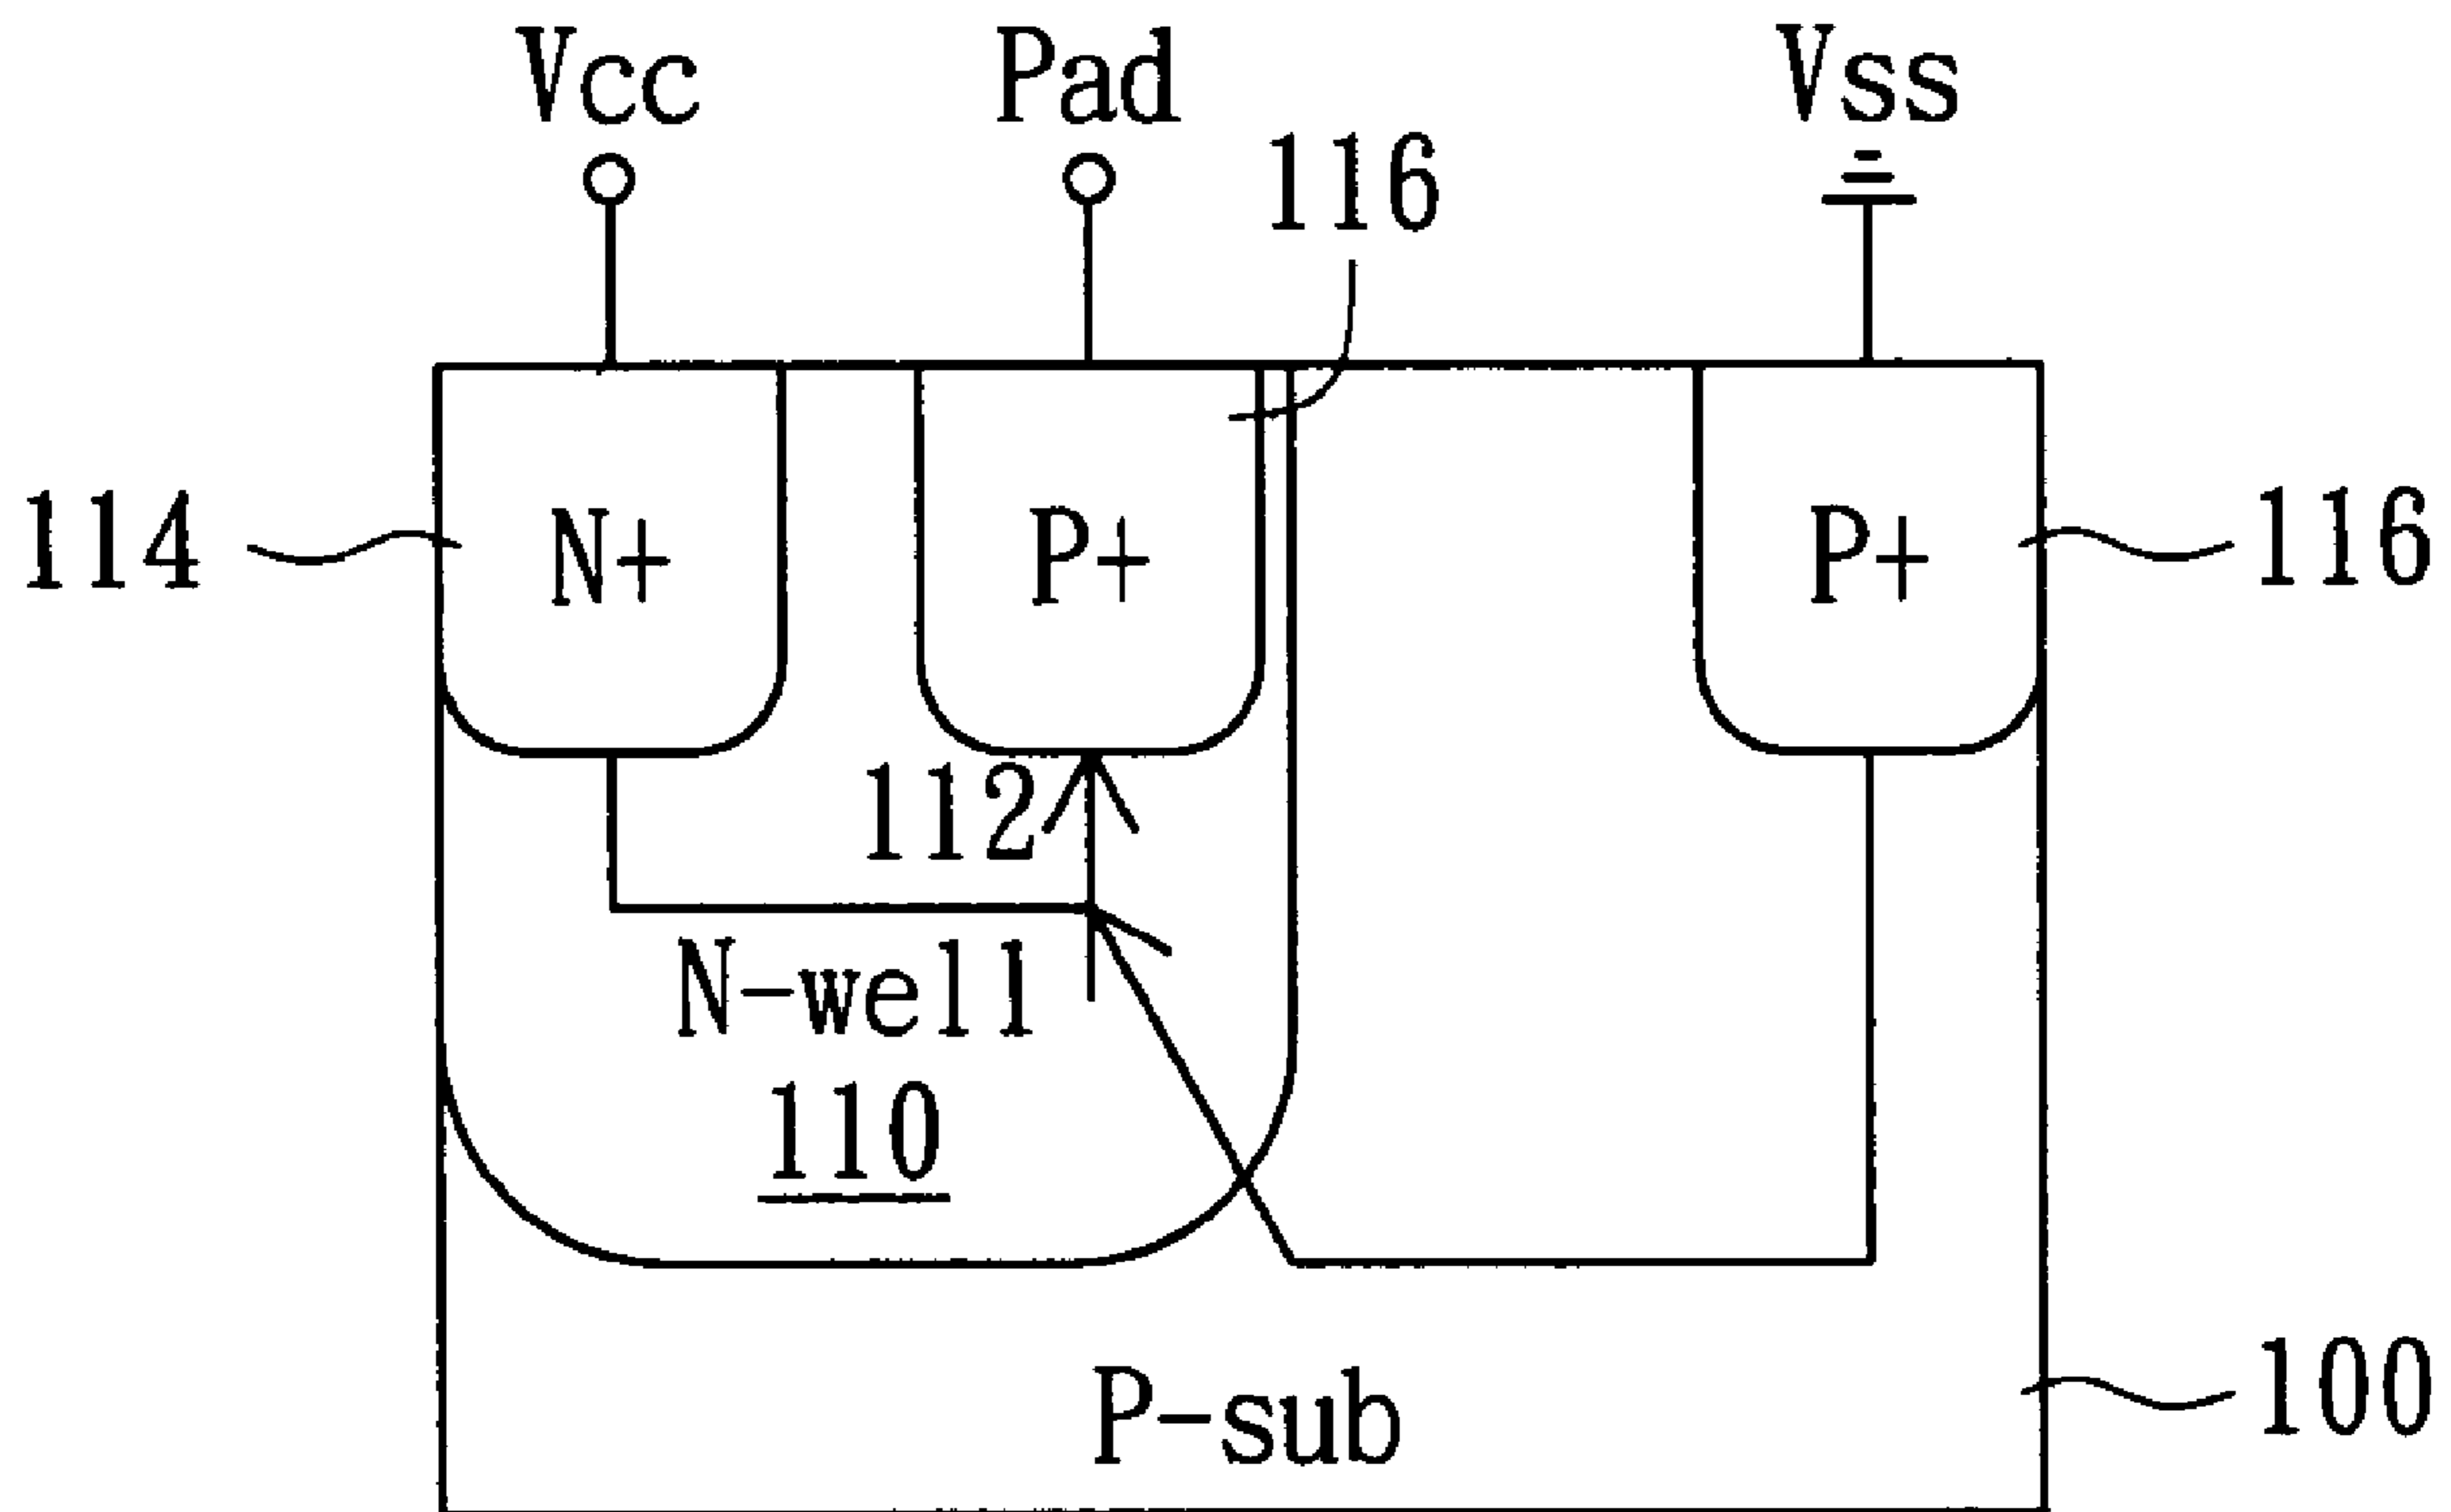 Vcc
Pad
Vss
116
114
N+
P+
P+
116
112
N-well
110
P-sub
100